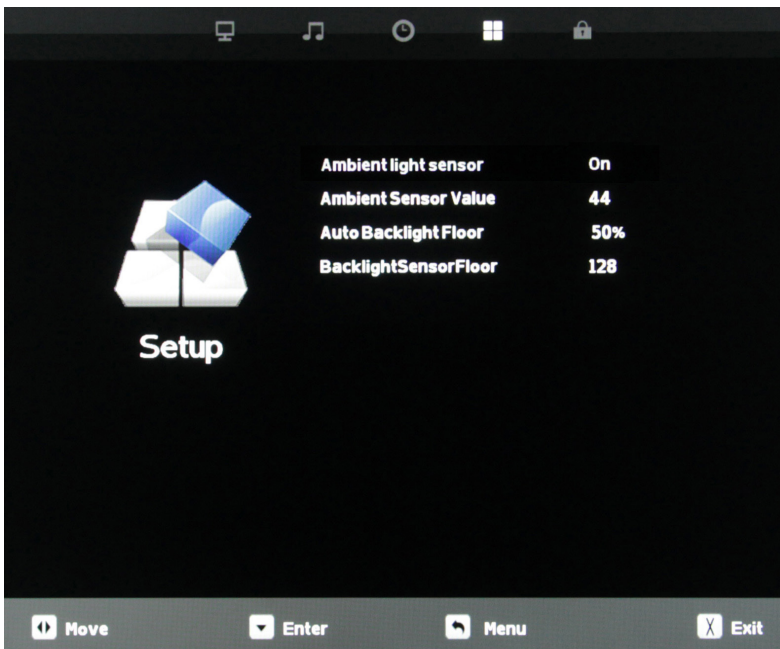 Ambient light sensor On
Ambient Sensor Value 44
Auto Backlight Floor 50%
BacklightSensorFloor 128
Setup
Move Enter Menu Exit